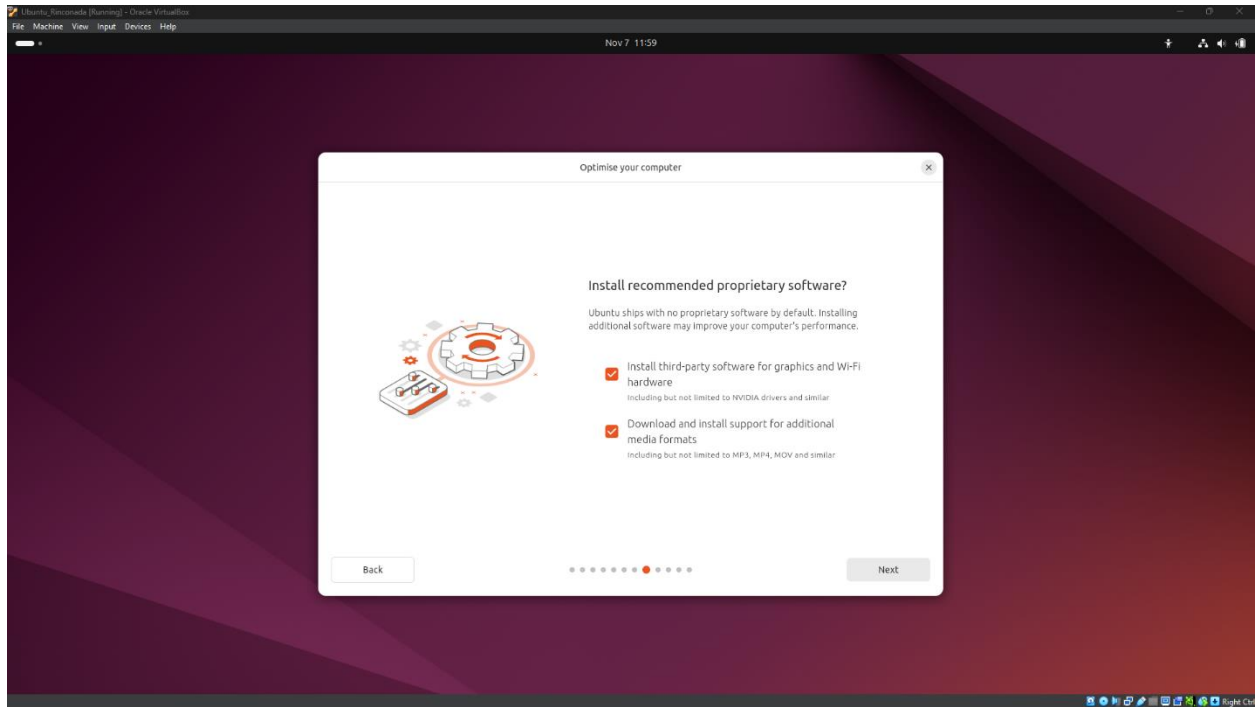 Ubuntu_Rinconada [Running] - Oracle VirtualBox
File Machine View Input Devices Help
Nov 7 11:59
Optimise your computer
Install recommended proprietary software?
Ubuntu ships with no proprietary software by default. Installing
additional software may improve your computer's performance.
Install third-party software for graphics and Wi-Fi
hardware
Including but not limited to NVIDIA drivers and similar
Download and install support for additional
media formats
Including but not limited to MP3, MP4, MOV and similar
Back
Next
Right Ctrl